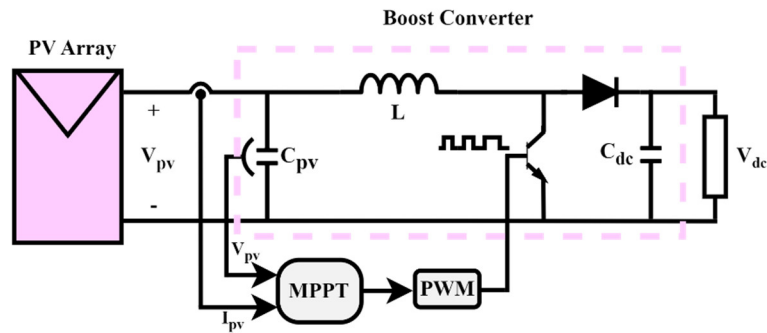 Boost Converter
PV Array
+
L
Vpv
Cpv
Cdc
Vdc
-
Vpv
MPPT
PWM
Ipv